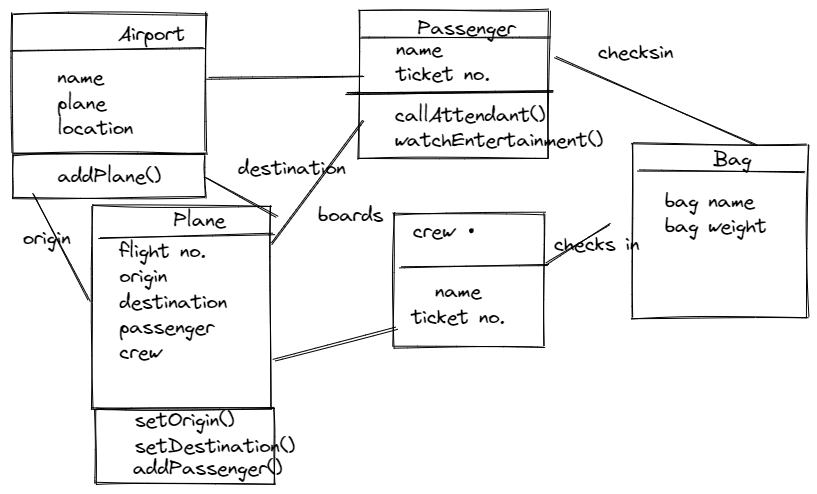 Airport
name
plane
location
addPlane()
Passenger
name
ticket no.
callAttendant()
watchEntertainment()
checksin
destination
origin
boards
Plane
flight no.
origin
destination
passenger
crew
setOrigin()
setDestination()
addPassenger()
crew •
name
ticket no.
checks in
Bag
bag name
bag weight